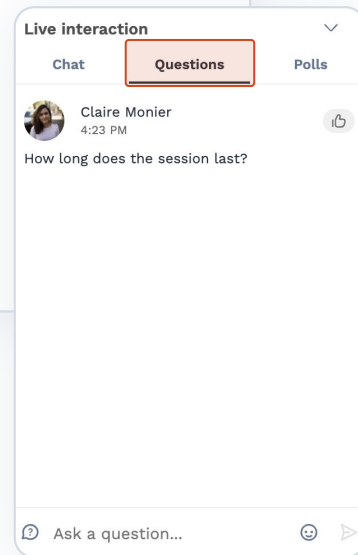 Live interaction
Chat Questions Polls
Claire Monier
4:23 PM
How long does the session last?
Ask a question...